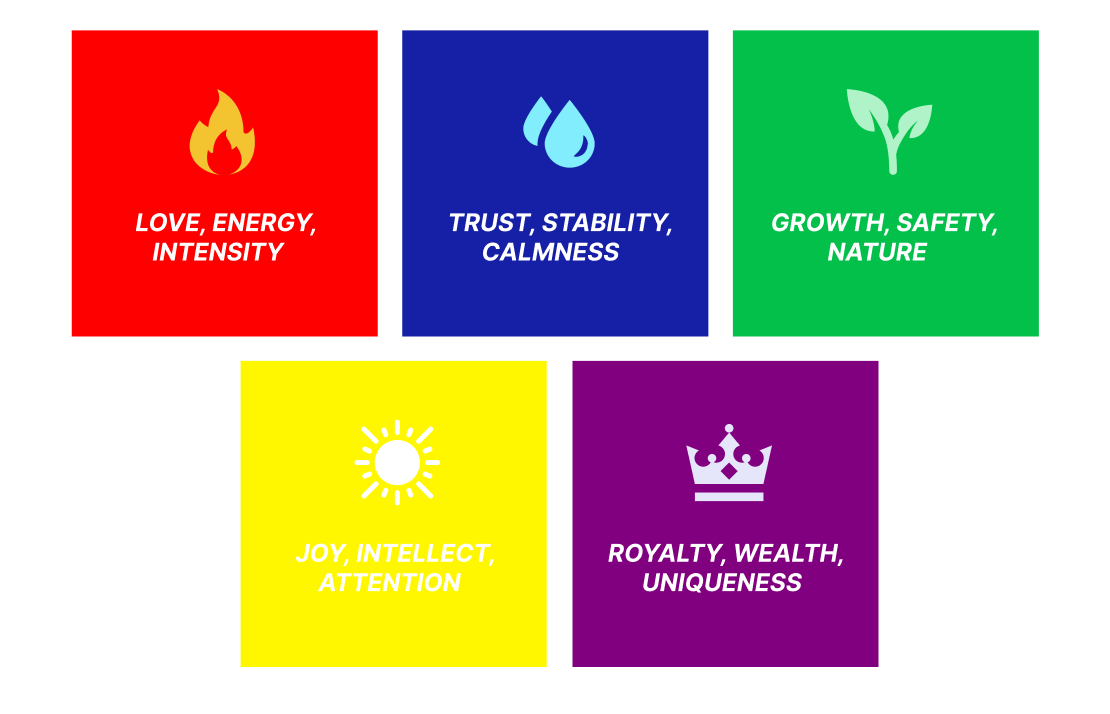 LOVE, ENERGY,
INTENSITY
TRUST, STABILITY,
CALMNESS
GROWTH, SAFETY,
NATURE
JOY, INTELLECT,
ATTENTION
ROYALTY, WEALTH,
UNIQUENESS